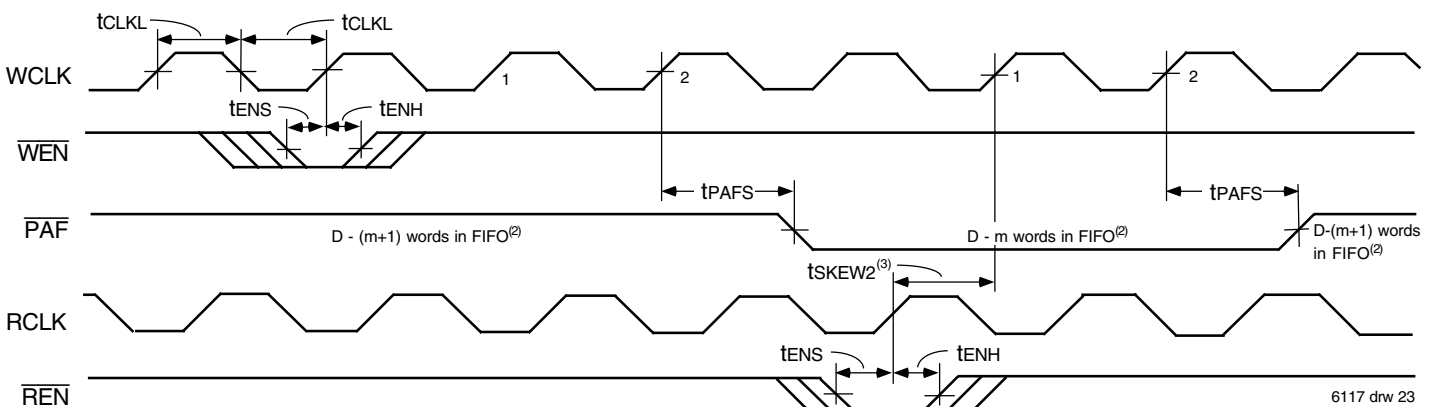 tCLKL tCLKL
WCLK 1 2 1 2
tENS tENH
WEN
tPAFS tPAFS
PAF
D - (m+1) words in FIFO(2) D - m words in FIFO(2) D-(m+1) words
in FIFO(2)
tSKEW2(3)
RCLK
tENS tENH
REN
6117 drw 23